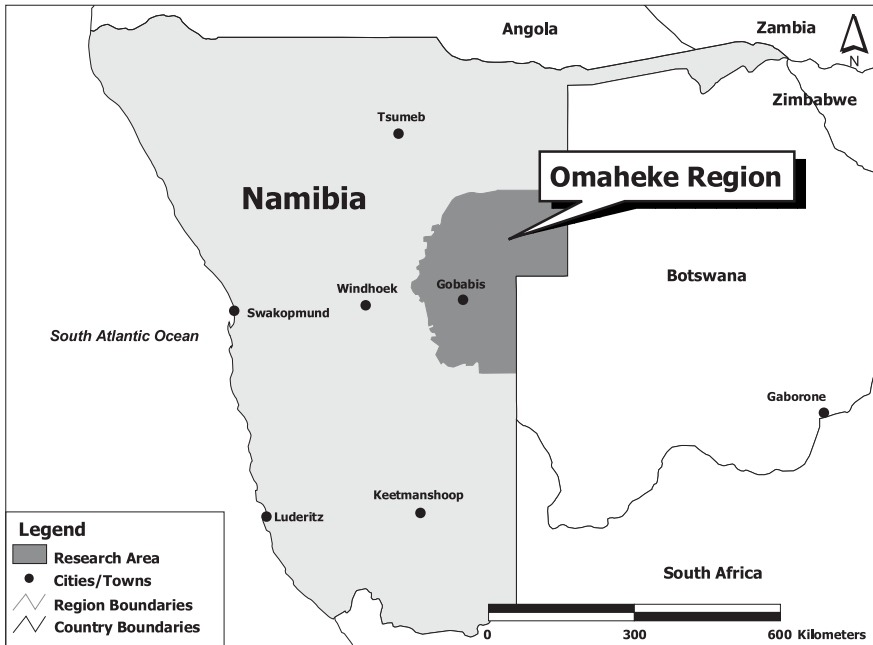 Angola
Zambia
N
Zimbabwe
Tsumeb
Omaheke Region
Namibia
Botswana
Windhoek
Gobabis
Swakopmund
South Atlantic Ocean
Gaborone
Keetmanshoop
Luderitz
Legend
Research Area
Cities/Towns
Region Boundaries
Country Boundaries
South Africa
0 300 600 Kilometers